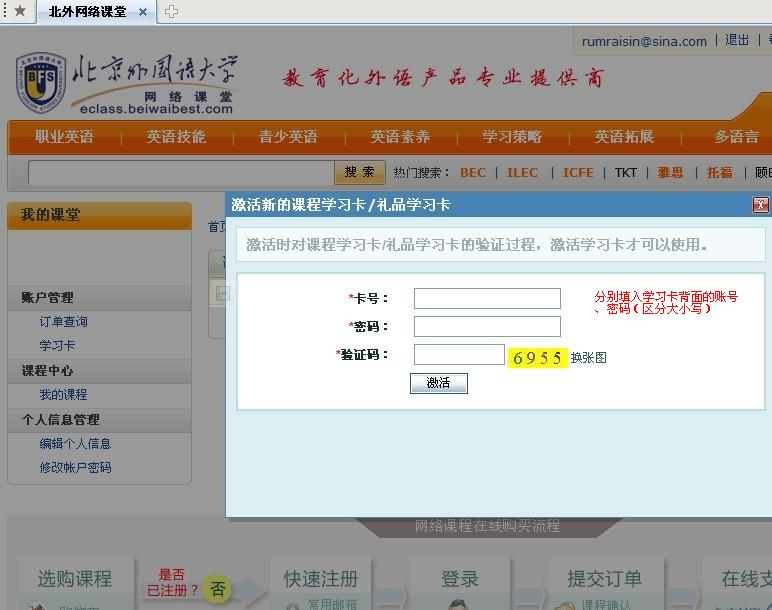 北外网络课堂
rumraisin@sina.com | 退出 |
BFS
北京外国语大学
网络课堂
eclass.beiwaibest.com
教育化外语产品专业提供商
职业英语 | 英语技能 | 青少英语 | 英语素养 | 学习策略 | 英语拓展 | 多语言
搜索 热门搜索: BEC | ILEC | ICFE | TKT | 雅思 | 托福 |
我的课堂
账户管理
订单查询
学习卡
课程中心
我的课程
个人信息管理
编辑个人信息
修改帐户密码
首页
激活新的课程学习卡/礼品学习卡
激活时对课程学习卡/礼品学习卡的验证过程，激活学习卡才可以使用。
*卡号：
分别填入学习卡背面的账号
、密码（区分大小写）
*密码：
*验证码：
6955 换张图
激活
网络课程在线购买流程
选购课程
是否
已注册？
否
快速注册
常用邮箱
登录
提交订单
课程确认
在线支